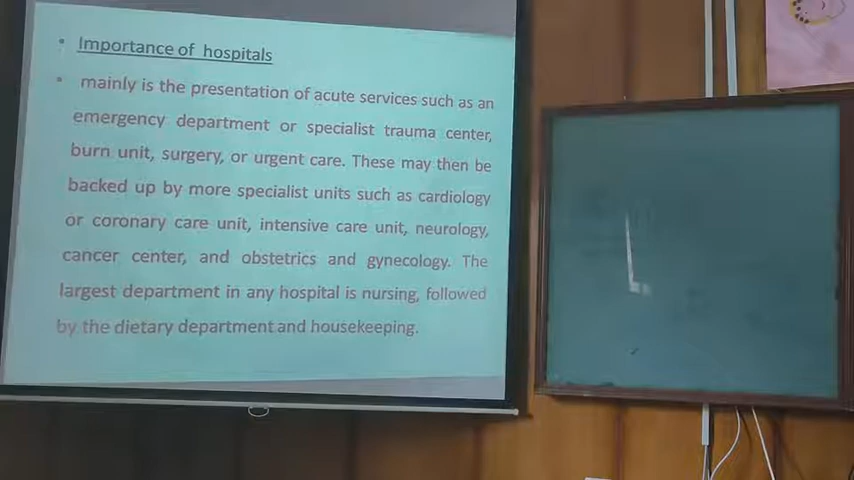 • Importance of hospitals
• mainly is the presentation of acute services such as an
emergency department or specialist trauma center,
burn unit, surgery, or urgent care. These may then be
backed up by more specialist units such as cardiology
or coronary care unit, intensive care unit, neurology,
cancer center, and obstetrics and gynecology. The
largest department in any hospital is nursing, followed
by the dietary department and housekeeping.